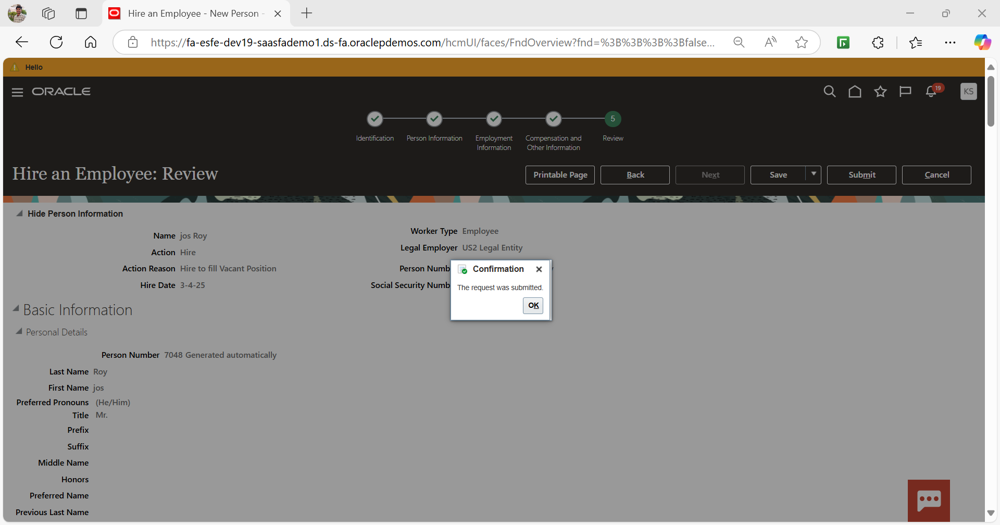 Hire an Employee - New Person -
https://fa-esfe-dev19-saasfademo1.ds-fa.oraclepdemos.com/hcmUI/faces/FndOverview?fnd=%3B%3B%3B%3Bfalse...
Hello
ORACLE
19
KS
5
Identification
Person Information
Employment
Information
Compensation and
Other Information
Review
Hire an Employee: Review
Printable Page
Back
Next
Save
Submit
Cancel
Hide Person Information
Name jos Roy
Action Hire
Action Reason Hire to fill Vacant Position
Hire Date 3-4-25
Worker Type Employee
Legal Employer US2 Legal Entity
Person Numb
Social Security Numb
Confirmation
The request was submitted.
OK
Basic Information
Personal Details
Person Number 7048 Generated automatically
Last Name Roy
First Name jos
Preferred Pronouns (He/Him)
Title Mr.
Prefix
Suffix
Middle Name
Honors
Preferred Name
Previous Last Name